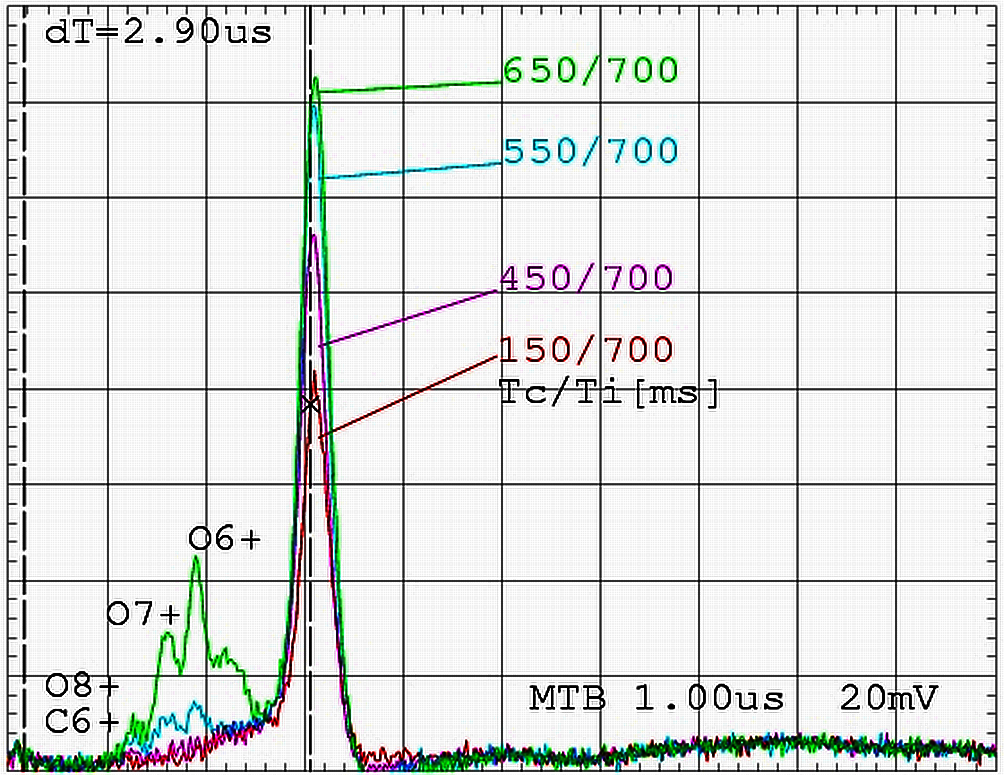 dT=2.90us
650/700
550/700
450/700
150/700
Tc/Ti[ms]
O6+
O7+
O8+
C6+
MTB 1.00us 20mV